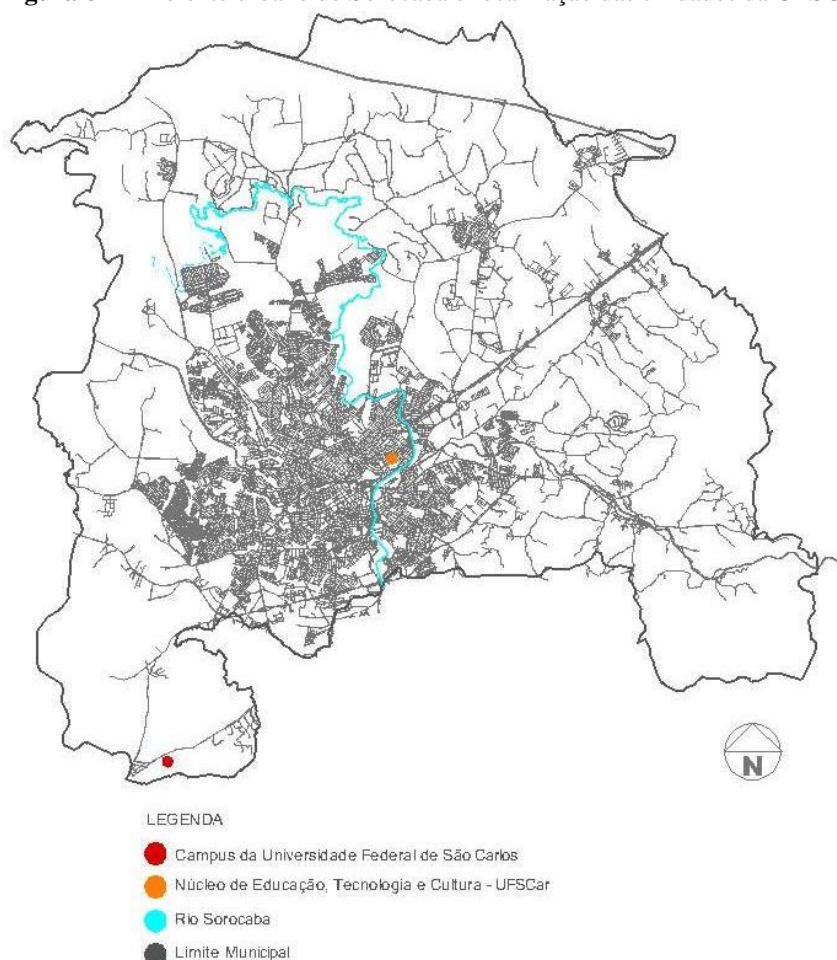 N
LEGENDA
Campus da Universidade Federal de São Carlos
Núcleo de Educação, Tecnologia e Cultura - UFSCar
Rio Sorocaba
Limite Municipal